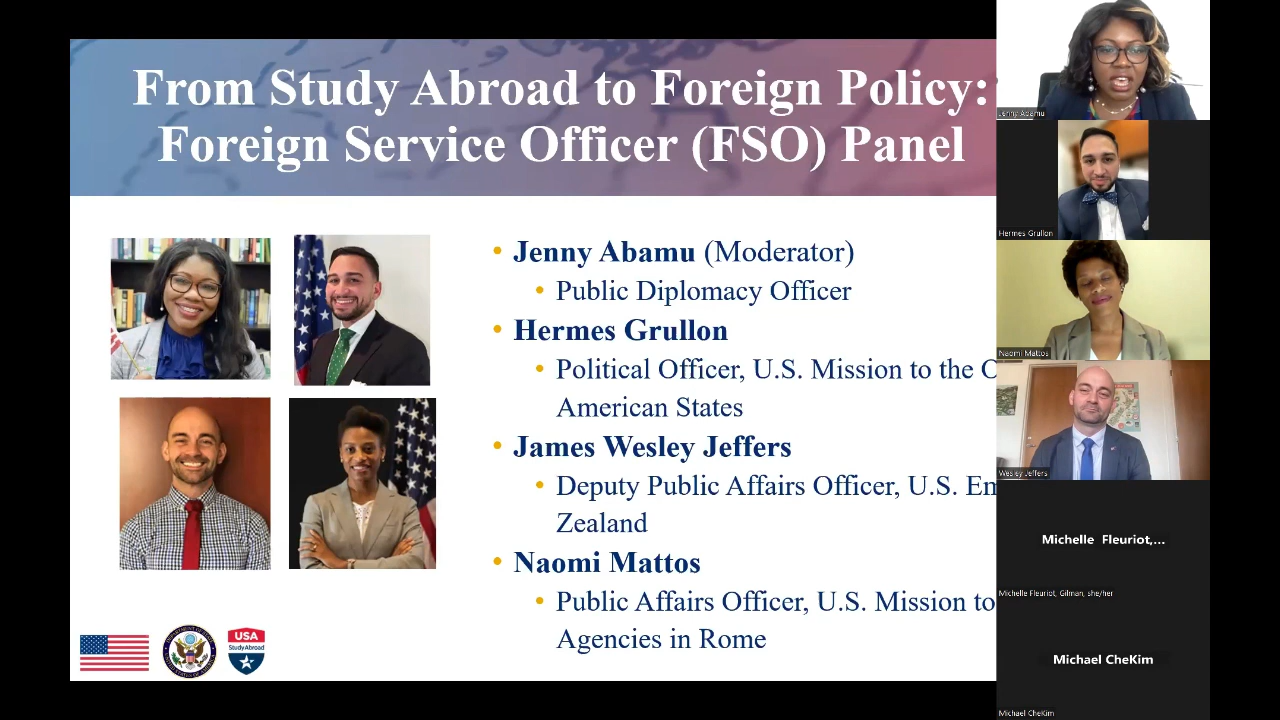 From Study Abroad to Foreign Policy:
Foreign Service Officer (FSO) Panel
• Jenny Abamu (Moderator)
• Public Diplomacy Officer
• Hermes Grullon
• Political Officer, U.S. Mission to the
American States
• James Wesley Jeffers
• Deputy Public Affairs Officer, U.S.
Zealand
• Naomi Mattos
• Public Affairs Officer, U.S. Mission to
Agencies in Rome
USA
StudyAbroad
Jenny Abamu
Hermes Grullon
Naomi Mattos
Wesley Jeffers
Michelle Fleuriot,...
Michelle Fleuriot, Gilman, she/her
Michael CheKim
Michael CheKim